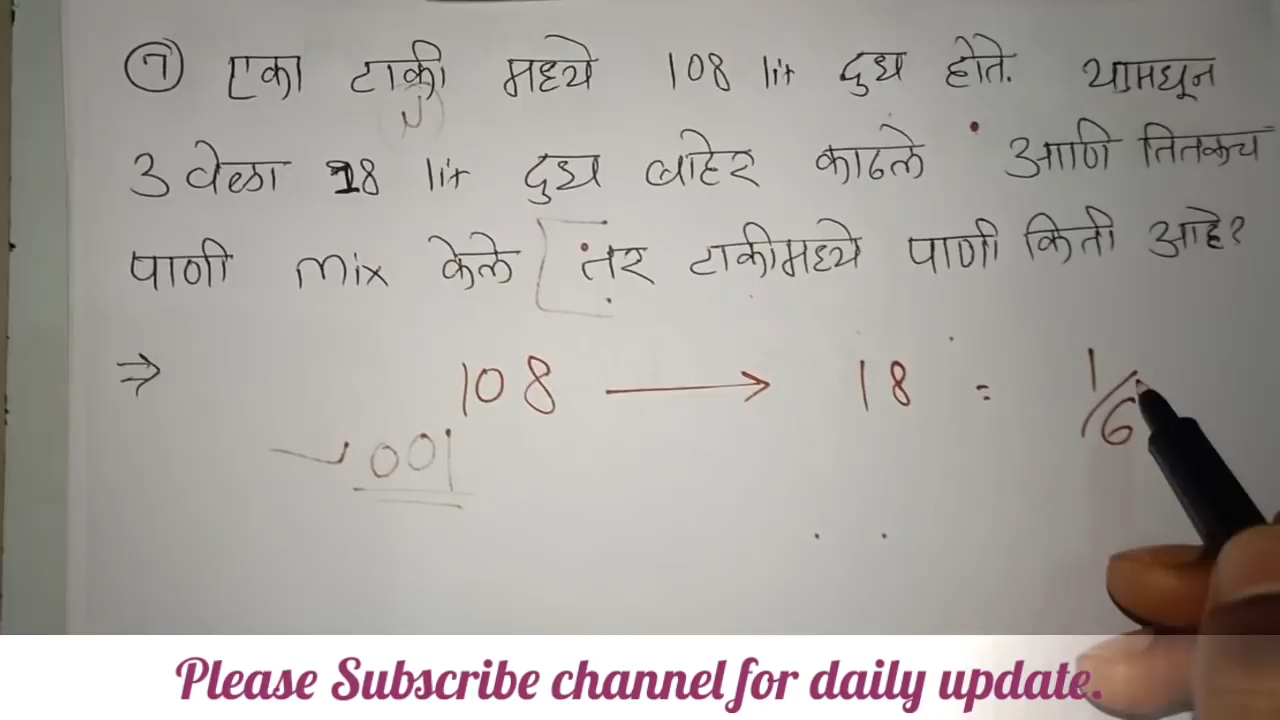 7 एका टाकी मध्ये 108 lit दुध होते. यामधून
3 वेळा 18 lit दुध बाहेर काढले आणि तितकच
पाणी mix केले तर टाकीमध्ये पाणी किती आहे?
⇒ 108 → 18 = 1/6
Please Subscribe channel for daily update.